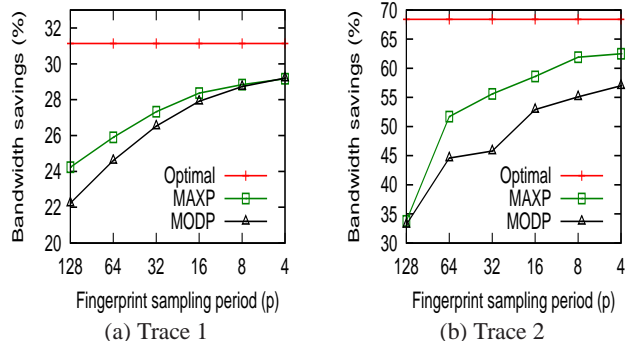 Bandwidth savings (%)
32
30
28
26
24
22
20
Optimal
MAXP
MODP
128 64 32 16 8 4
Fingerprint sampling period (p)
(a) Trace 1
Bandwidth savings (%)
70
65
60
55
50
45
40
35
30
Optimal
MAXP
MODP
128 64 32 16 8 4
Fingerprint sampling period (p)
(b) Trace 2